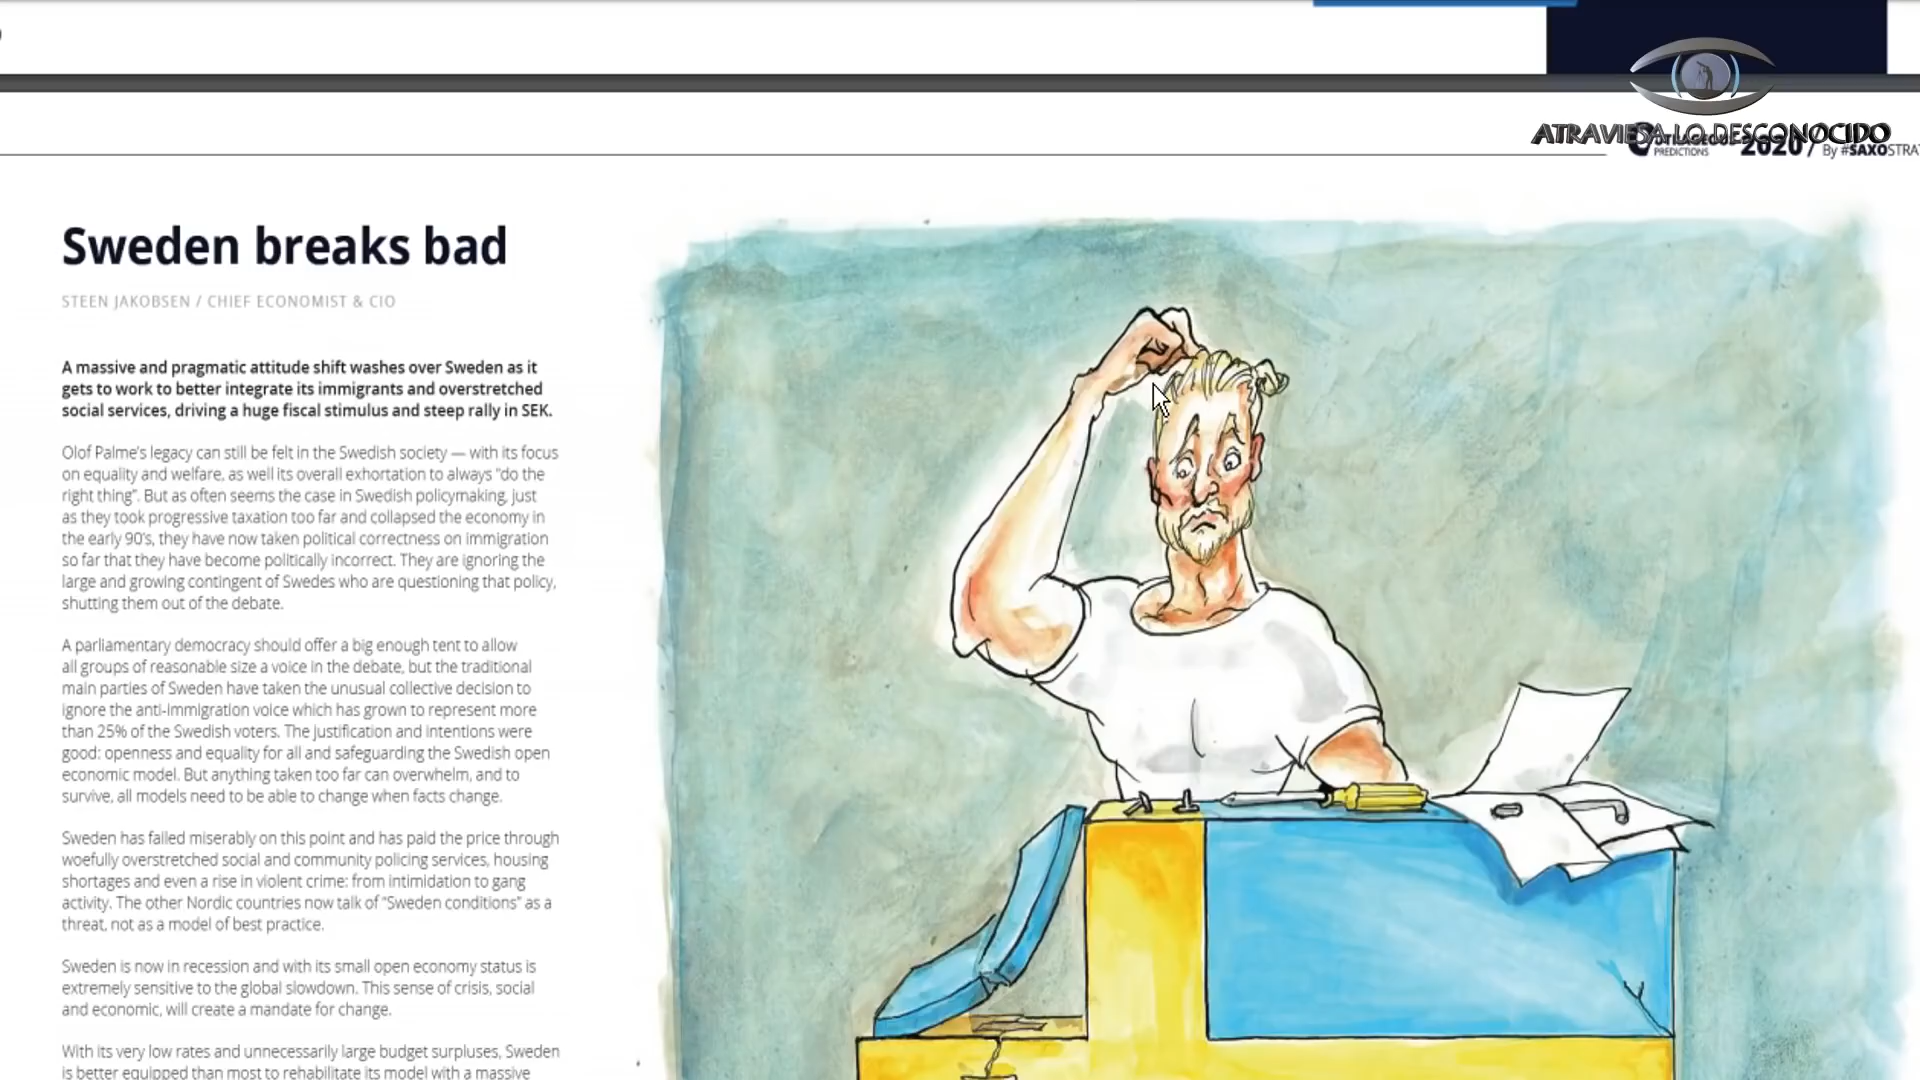 ATRAVIESA LO DESCONOCIDO
PREDICTIONS 2020 / By #SAXOSTRA
Sweden breaks bad
STEEN JAKOBSEN / CHIEF ECONOMIST & CIO
A massive and pragmatic attitude shift washes over Sweden as it
gets to work to better integrate its immigrants and overstretched
social services, driving a huge fiscal stimulus and steep rally in SEK.
Olof Palme's legacy can still be felt in the Swedish society — with its focus
on equality and welfare, as well its overall exhortation to always "do the
right thing". But as often seems the case in Swedish policymaking, just
as they took progressive taxation too far and collapsed the economy in
the early 90's, they have now taken political correctness on immigration
so far that they have become politically incorrect. They are ignoring the
large and growing contingent of Swedes who are questioning that policy,
shutting them out of the debate.
A parliamentary democracy should offer a big enough tent to allow
all groups of reasonable size a voice in the debate, but the traditional
main parties of Sweden have taken the unusual collective decision to
ignore the anti-immigration voice which has grown to represent more
than 25% of the Swedish voters. The justification and intentions were
good: openness and equality for all and safeguarding the Swedish open
economic model. But anything taken too far can overwhelm, and to
survive, all models need to be able to change when facts change.
Sweden has failed miserably on this point and has paid the price through
woefully overstretched social and community policing services, housing
shortages and even a rise in violent crime: from intimidation to gang
activity. The other Nordic countries now talk of "Sweden conditions" as a
threat, not as a model of best practice.
Sweden is now in recession and with its small open economy status is
extremely sensitive to the global slowdown. This sense of crisis, social
and economic, will create a mandate for change.
With its very low rates and unnecessarily large budget surpluses, Sweden
is better equipped than most to rehabilitate its model with a massive